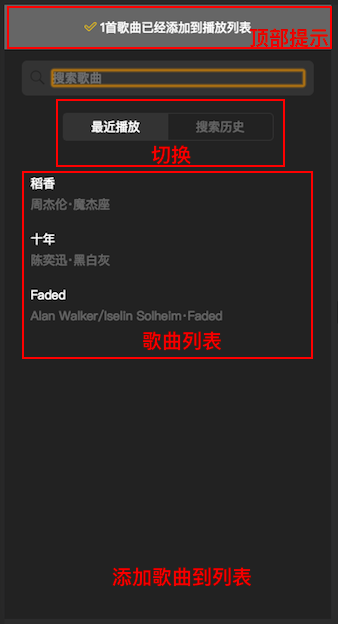 1首歌曲已经添加到播放列表
顶部提示
搜索歌曲
最近播放
搜索历史
切换
稻香
周杰伦·魔杰座
十年
陈奕迅·黑白灰
Faded
Alan Walker/Iselin Solheim·Faded
歌曲列表
添加歌曲到列表